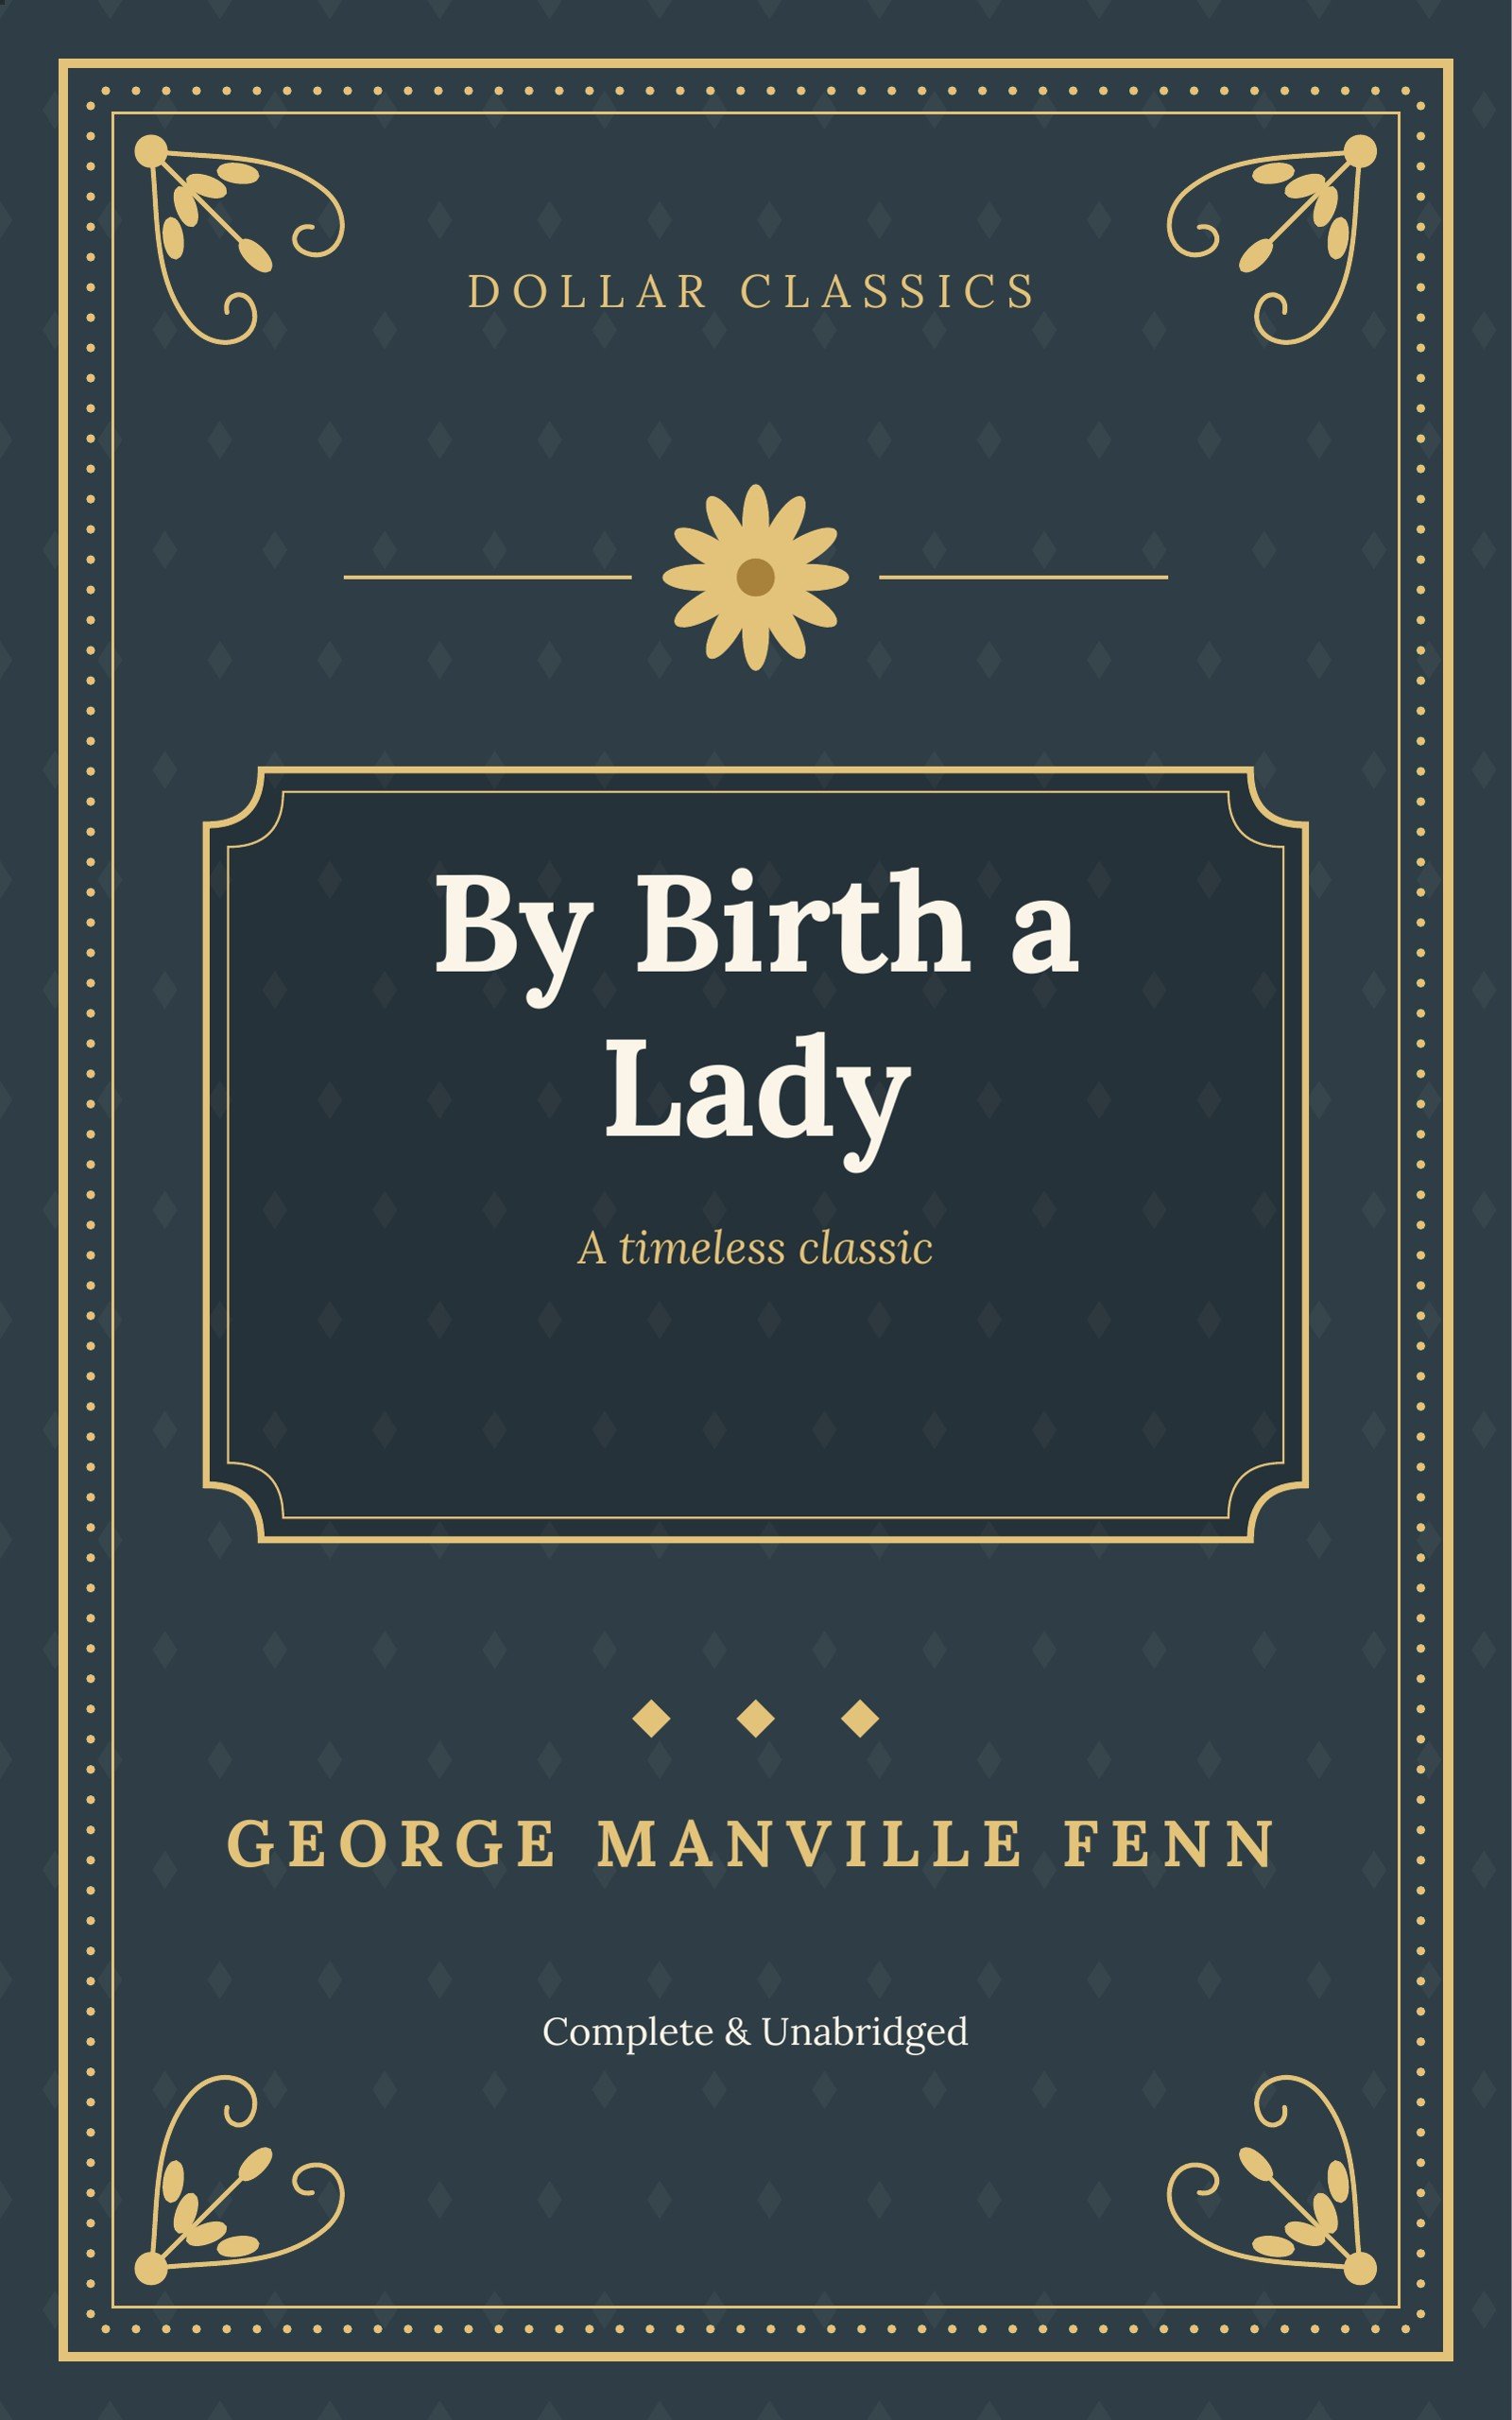 DOLLAR CLASSICS
By Birth a
Lady
A timeless classic
GEORGE MANVILLE FENN
Complete & Unabridged